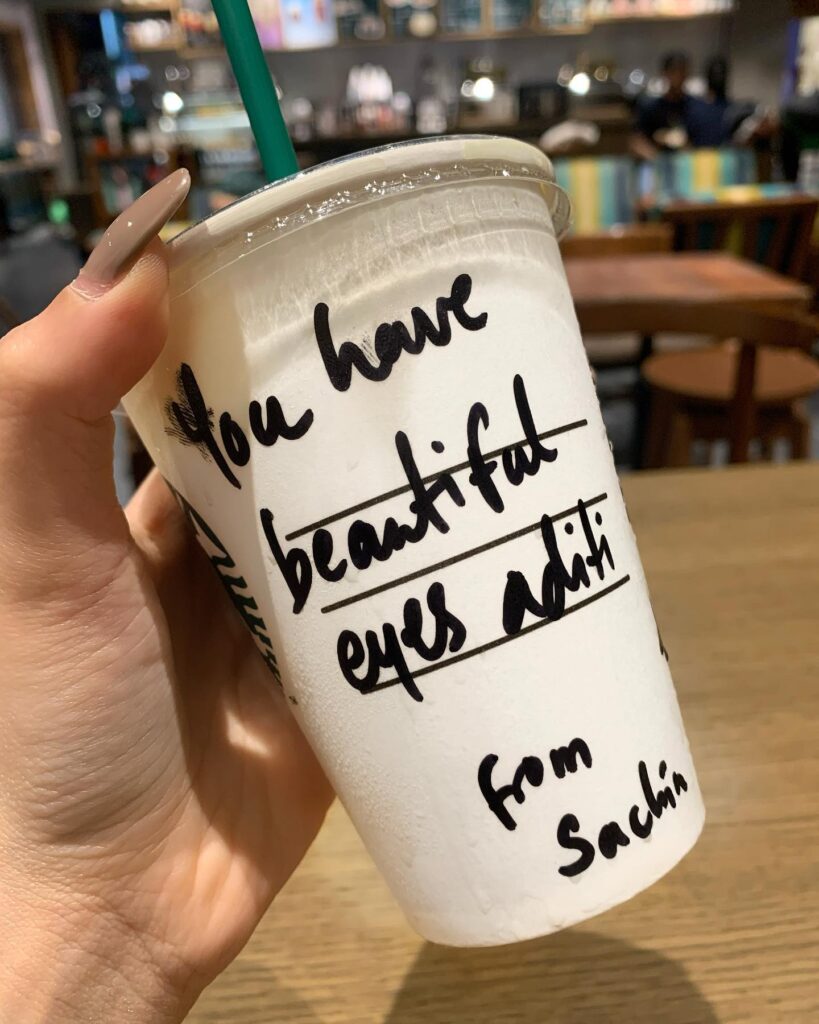 You have
beautiful
eyes aditi
from
Sachin